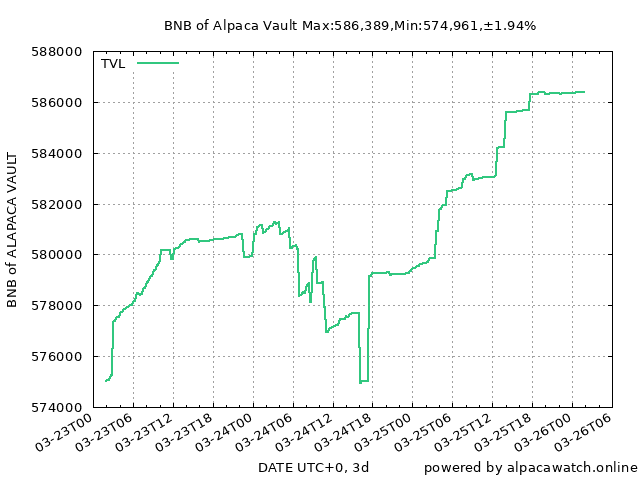 BNB of Alpaca Vault Max:586,389,Min:574,961,±1.94%
TVL
BNB of ALAPACA VAULT
588000
586000
584000
582000
580000
578000
576000
574000
03-23T00
03-23T06
03-23T12
03-23T18
03-24T00
03-24T06
03-24T12
03-24T18
03-25T00
03-25T06
03-25T12
03-25T18
03-26T00
03-26T06
DATE UTC+0, 3d
powered by alpacawatch.online